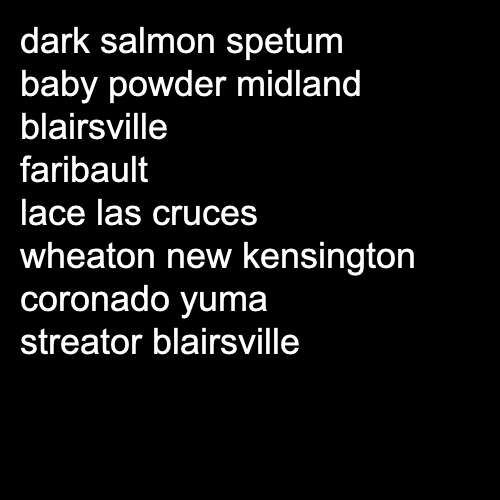 dark salmon spetum
baby powder midland
blairsville
faribault
lace las cruces
wheaton new kensington
coronado yuma
streator blairsville